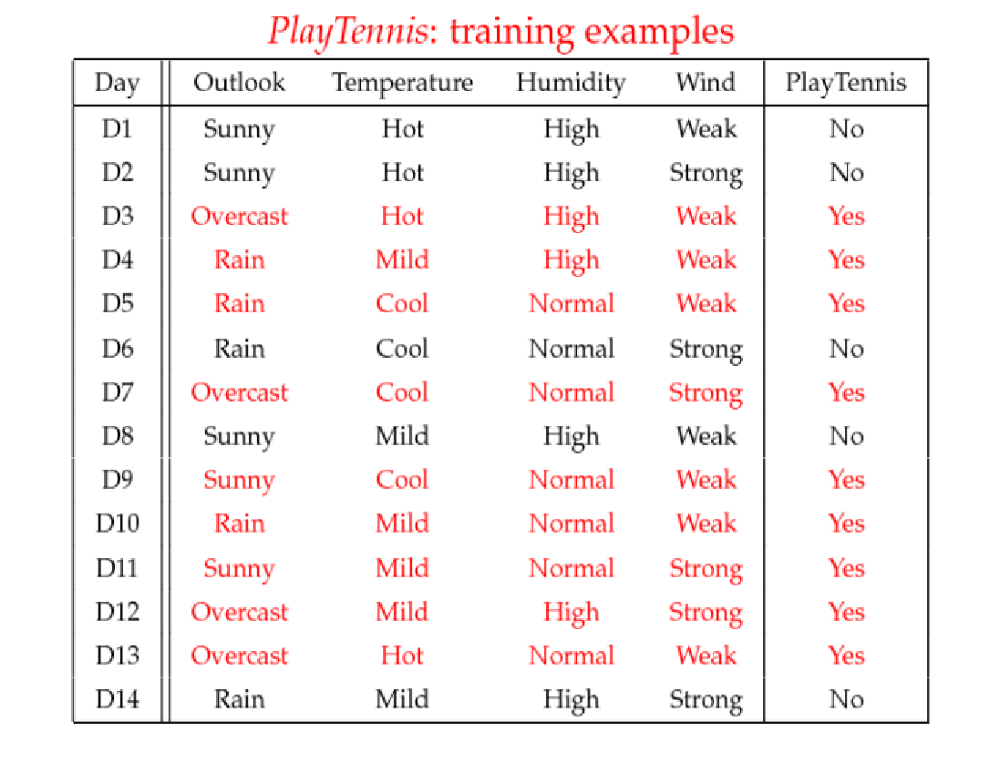 PlayTennis: training examples
Day Outlook Temperature Humidity Wind PlayTennis
D1 Sunny Hot High Weak No
D2 Sunny Hot High Strong No
D3 Overcast Hot High Weak Yes
D4 Rain Mild High Weak Yes
D5 Rain Cool Normal Weak Yes
D6 Rain Cool Normal Strong No
D7 Overcast Cool Normal Strong Yes
D8 Sunny Mild High Weak No
D9 Sunny Cool Normal Weak Yes
D10 Rain Mild Normal Weak Yes
D11 Sunny Mild Normal Strong Yes
D12 Overcast Mild High Strong Yes
D13 Overcast Hot Normal Weak Yes
D14 Rain Mild High Strong No